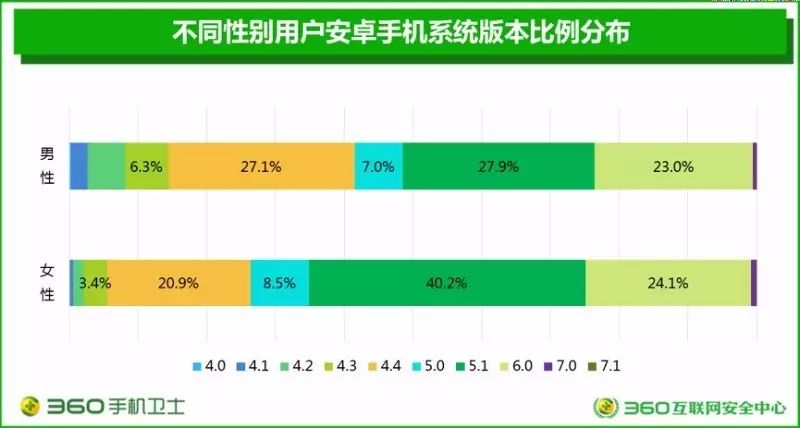 不同性别用户安卓手机系统版本比例分布
男性
6.3% 27.1% 7.0% 27.9% 23.0%
女性
3.4% 20.9% 8.5% 40.2% 24.1%
4.0 4.1 4.2 4.3 4.4 5.0 5.1 6.0 7.0 7.1
360手机卫士
360互联网安全中心